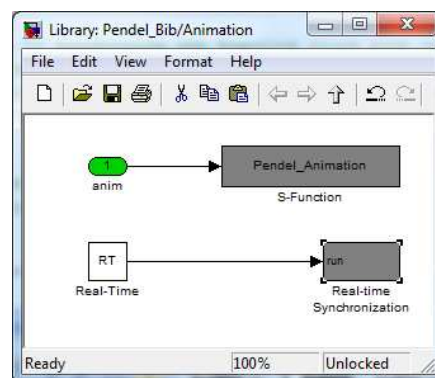 Library: Pendel_Bib/Animation
File Edit View Format Help
1
Pendel_Animation
anim
S-Function
RT
run
Real-Time
Real-time
Synchronization
Ready 100% Unlocked